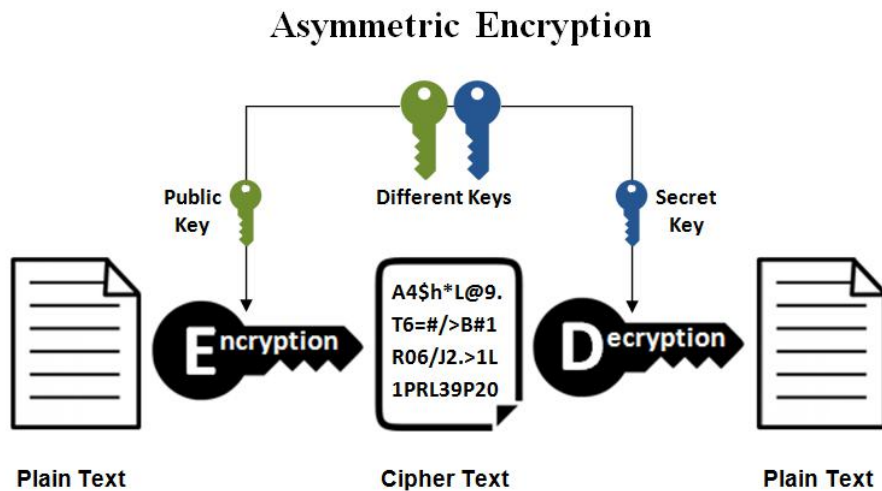 Asymmetric Encryption
Public
Key
Different Keys
Secret
Key
A4$h*L@9.
T6=#/>B#1
R06/J2.>1L
1PRL39P20
Encryption
Decryption
Plain Text
Cipher Text
Plain Text